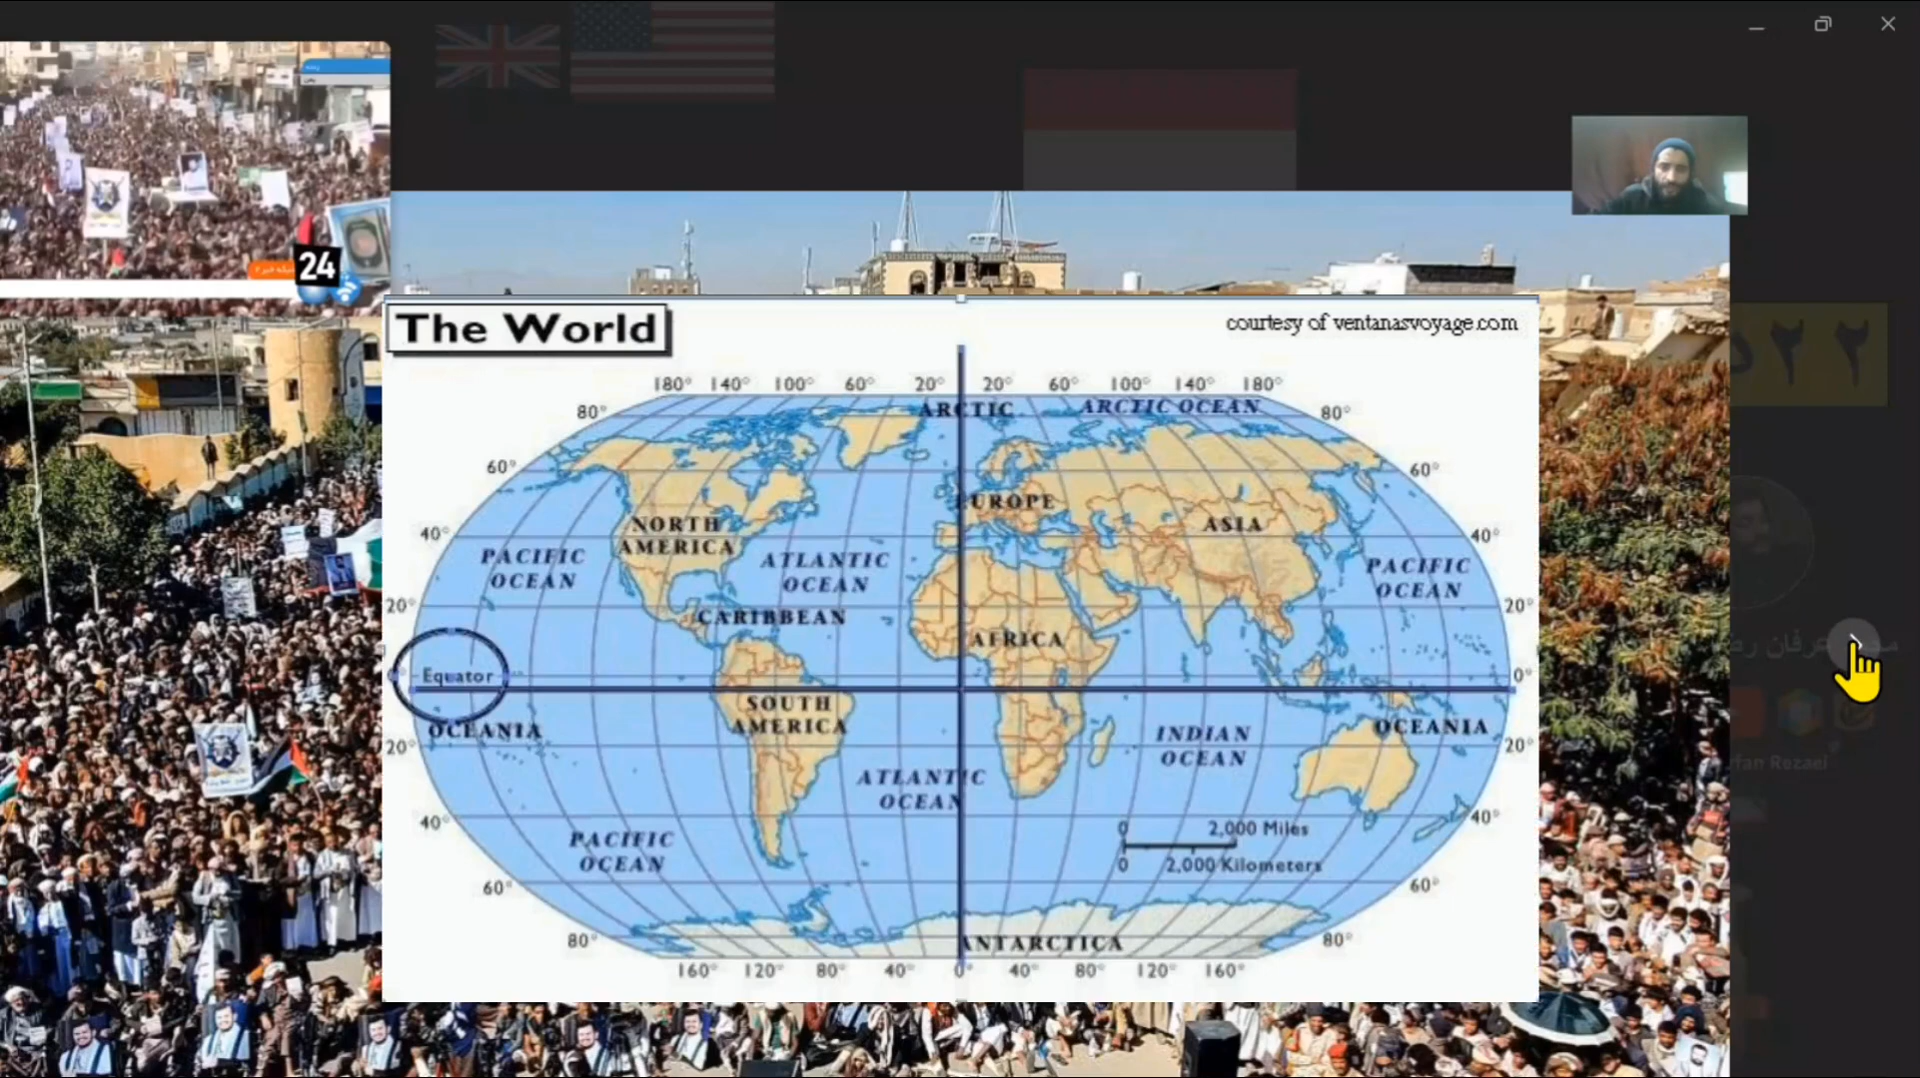 24
The World
courtesy of ventanasvoyage.com
180° 140° 100° 60° 20° 20° 60° 100° 140° 180°
ARCTIC
ARCTIC OCEAN
80°
80°
60°
60°
EUROPE
NORTH
AMERICA
ASIA
40°
40°
PACIFIC
OCEAN
ATLANTIC
OCEAN
PACIFIC
OCEAN
20°
20°
CARIBBEAN
AFRICA
Equator
0°
SOUTH
AMERICA
OCEANIA
OCEANIA
INDIAN
OCEAN
20°
20°
ATLANTIC
OCEAN
40°
40°
0 2,000 Miles
0 2,000 Kilometers
PACIFIC
OCEAN
60°
60°
80°
80°
ANTARCTICA
160° 120° 80° 40° 0° 40° 80° 120° 160°
عرفان
Rezaei